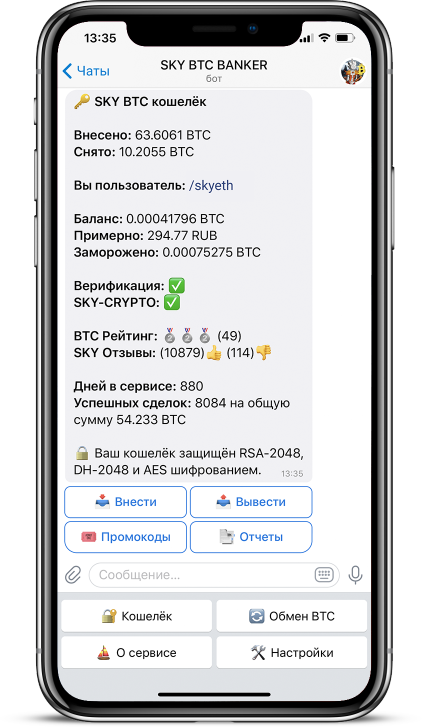 13:35
Чаты
SKY BTC BANKER
бот
SKY BTC кошелёк
Внесено: 63.6061 BTC
Снято: 10.2055 BTC
Вы пользователь: /skyeth
Баланс: 0.00041796 BTC
Примерно: 294.77 RUB
Заморожено: 0.00075275 BTC
Верификация: ✅
SKY-CRYPTO: ✅
BTC Рейтинг: 🥈🥈🥈 (49)
SKY Отзывы: (10879)👍 (114)👎
Дней в сервисе: 880
Успешных сделок: 8084 на общую
сумму 54.233 BTC
🔒 Ваш кошелёк защищён RSA-2048,
DH-2048 и AES шифрованием.
13:35
Внести
Вывести
Промокоды
Отчеты
Сообщение...
Кошелёк
Обмен BTC
О сервисе
Настройки